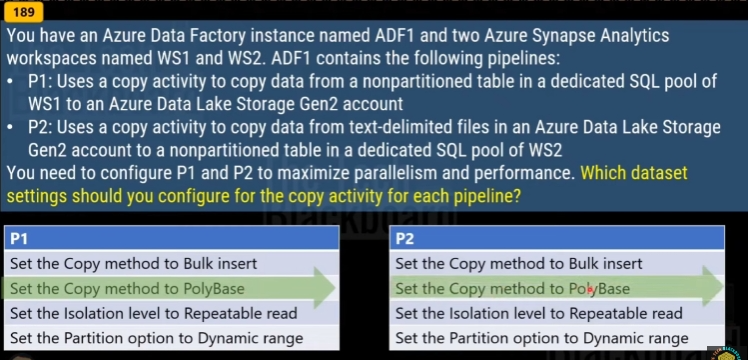 189
You have an Azure Data Factory instance named ADF1 and two Azure Synapse Analytics
workspaces named WS1 and WS2. ADF1 contains the following pipelines:
• P1: Uses a copy activity to copy data from a nonpartitioned table in a dedicated SQL pool of
WS1 to an Azure Data Lake Storage Gen2 account
• P2: Uses a copy activity to copy data from text-delimited files in an Azure Data Lake Storage
Gen2 account to a nonpartitioned table in a dedicated SQL pool of WS2
You need to configure P1 and P2 to maximize parallelism and performance. Which dataset
settings should you configure for the copy activity for each pipeline?
P1
Set the Copy method to Bulk insert
Set the Copy method to PolyBase
Set the Isolation level to Repeatable read
Set the Partition option to Dynamic range
P2
Set the Copy method to Bulk insert
Set the Copy method to PolyBase
Set the Isolation level to Repeatable read
Set the Partition option to Dynamic range